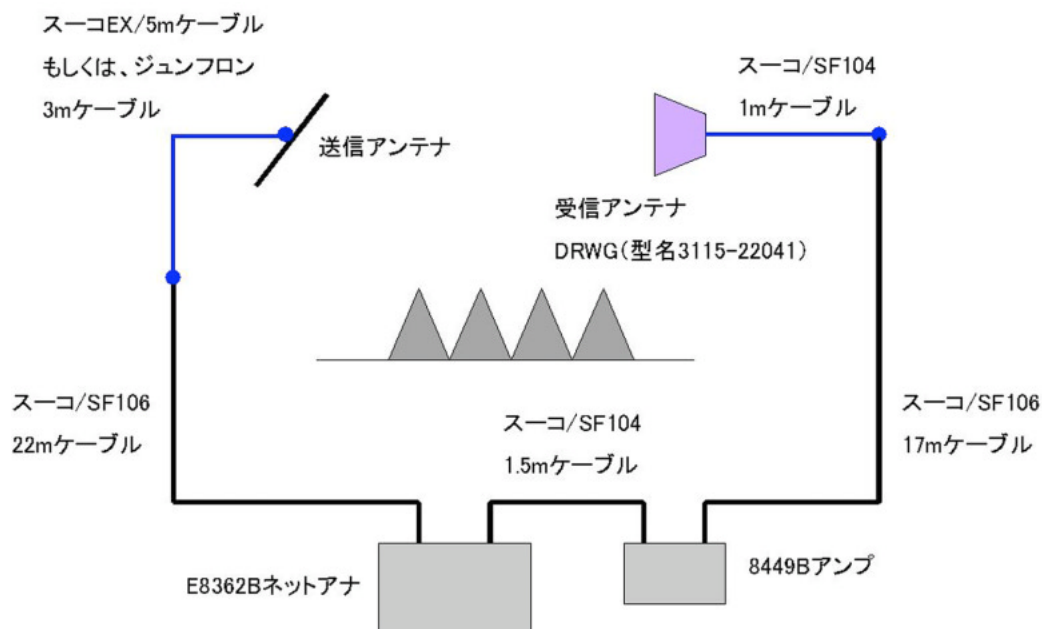 スーコEX/5mケーブル
もしくは、ジュンフロン
3mケーブル
送信アンテナ
スーコ/SF104
1mケーブル
受信アンテナ
DRWG(型名3115-22041)
スーコ/SF106
22mケーブル
スーコ/SF104
1.5mケーブル
スーコ/SF106
17mケーブル
E8362Bネットアナ
8449Bアンプ